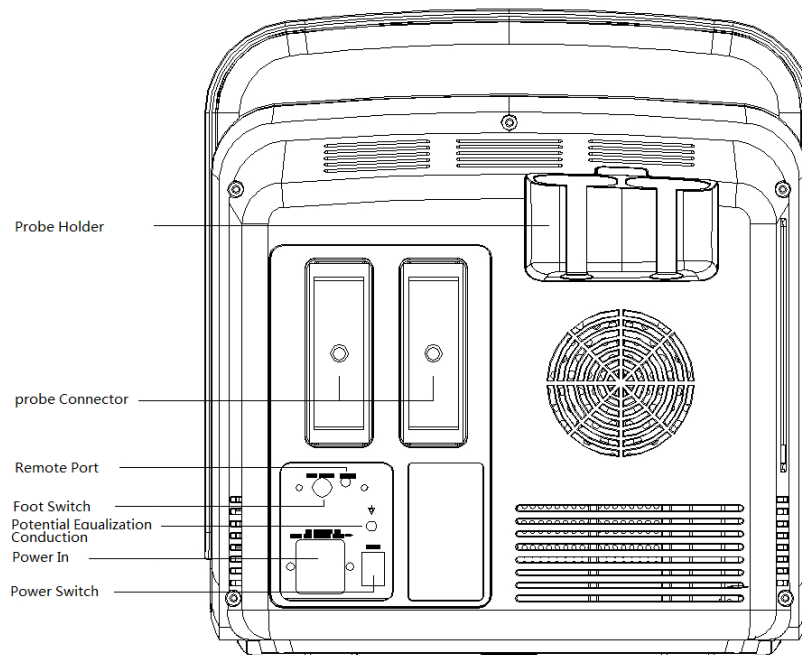 Probe Holder
probe Connector
Remote Port
Foot Switch
Potential Equalization
Conduction
Power In
Power Switch